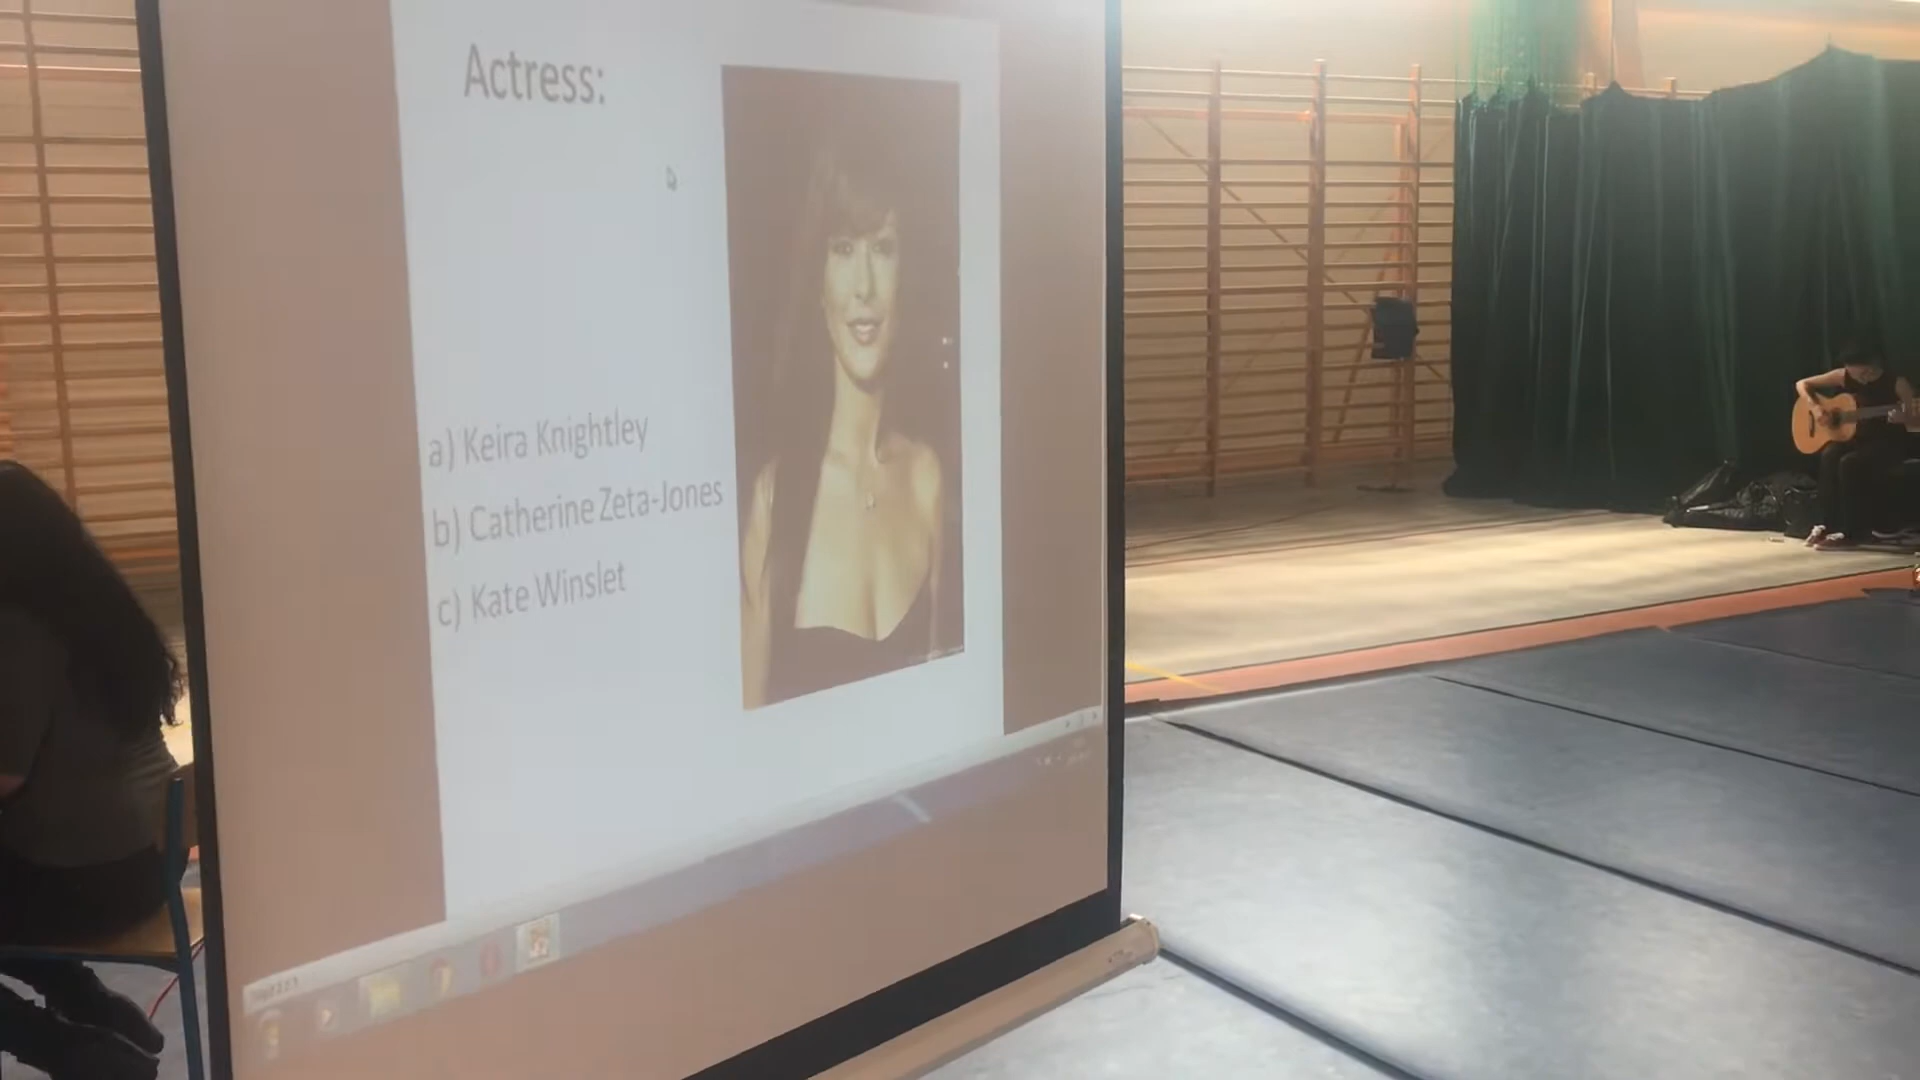 Actress:
a) Keira Knightley
b) Catherine Zeta-Jones
c) Kate Winslet